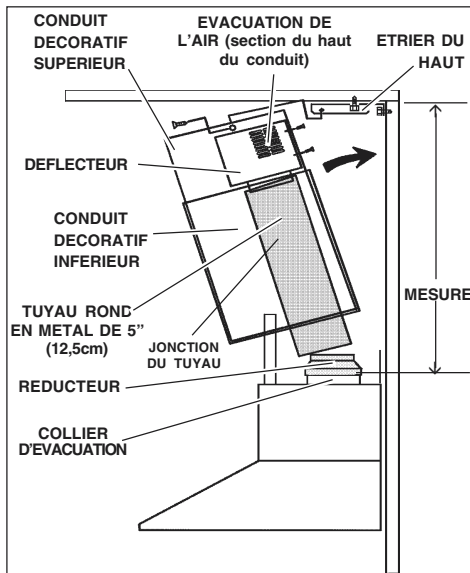 CONDUIT
DECORATIF
SUPERIEUR
EVACUATION DE
L'AIR (section du haut
du conduit)
ETRIER DU
HAUT
DEFLECTEUR
CONDUIT
DECORATIF
INFERIEUR
MESURE
TUYAU ROND
EN METAL DE 5”
(12,5cm)
JONCTION
DU TUYAU
REDUCTEUR
COLLIER
D'EVACUATION